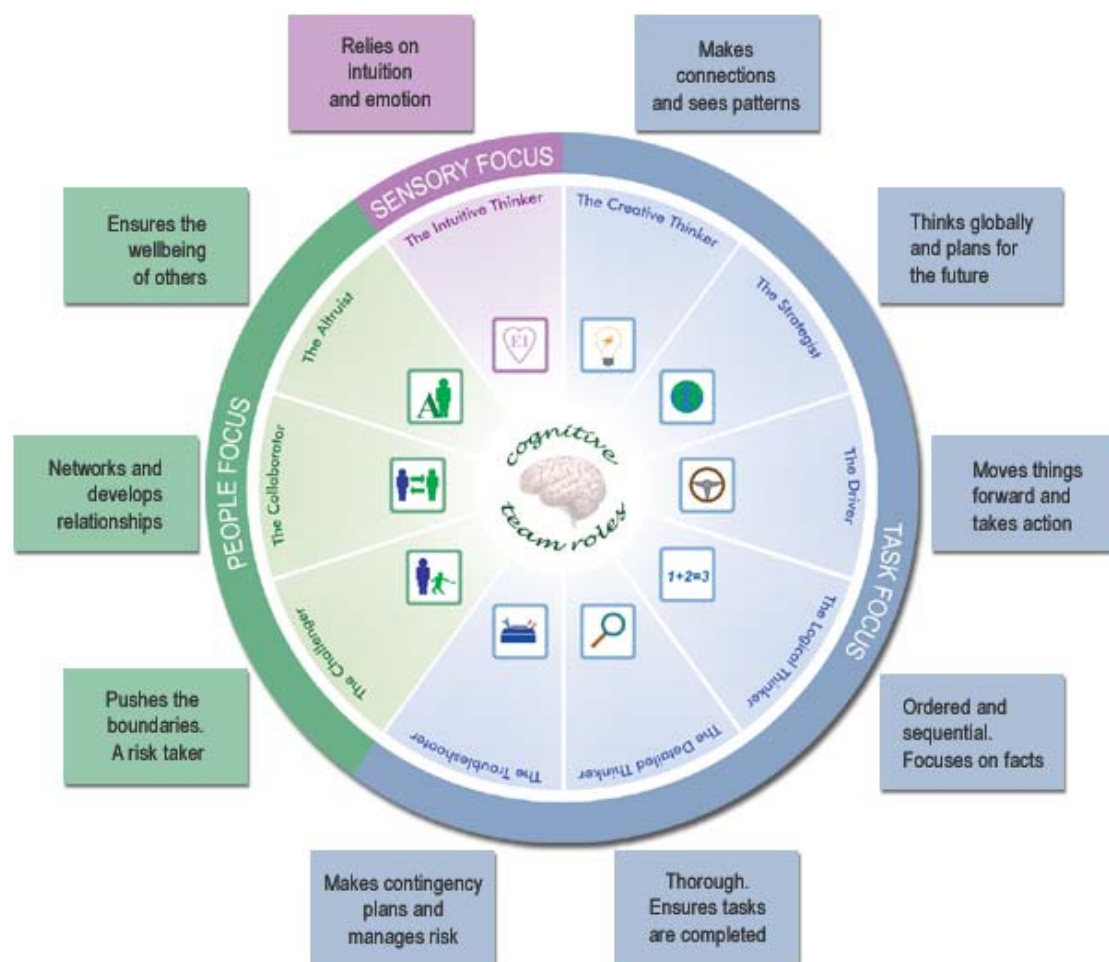 Relies on
intuition
and emotion
Makes
connections
and sees patterns
Ensures the
wellbeing
of others
Thinks globally
and plans for
the future
Networks and
develops
relationships
Moves things
forward and
takes action
Pushes the
boundaries.
A risk taker
Ordered and
sequential.
Focuses on facts
Makes contingency
plans and
manages risk
Thorough.
Ensures tasks
are completed
SENSORY FOCUS
TASK FOCUS
PEOPLE FOCUS
The Intuitive Thinker
The Creative Thinker
The Strategist
The Driver
The Logical Thinker
The Detailed Thinker
The Troubleshooter
The Challenger
The Collaborator
The Altruist
EI
A
1+2=3
cognitive
team roles